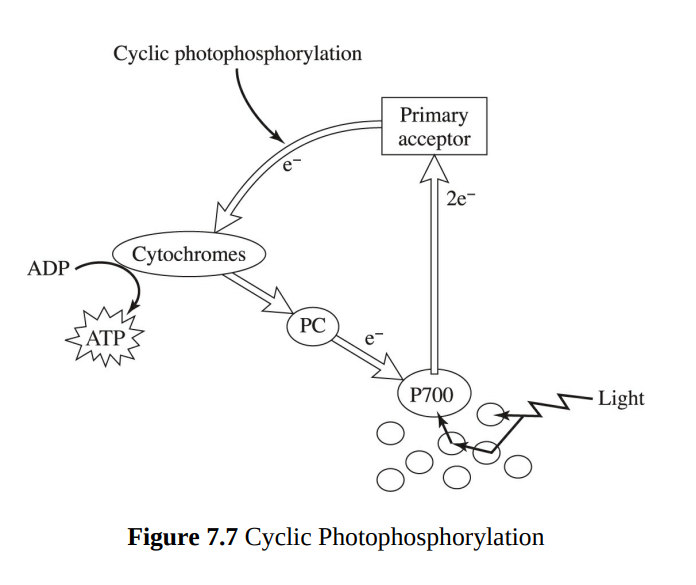 Cyclic photophosphorylation
Primary
acceptor
e⁻
2e⁻
Cytochromes
ADP
ATP
PC
e⁻
P700
Light
Figure 7.7 Cyclic Photophosphorylation